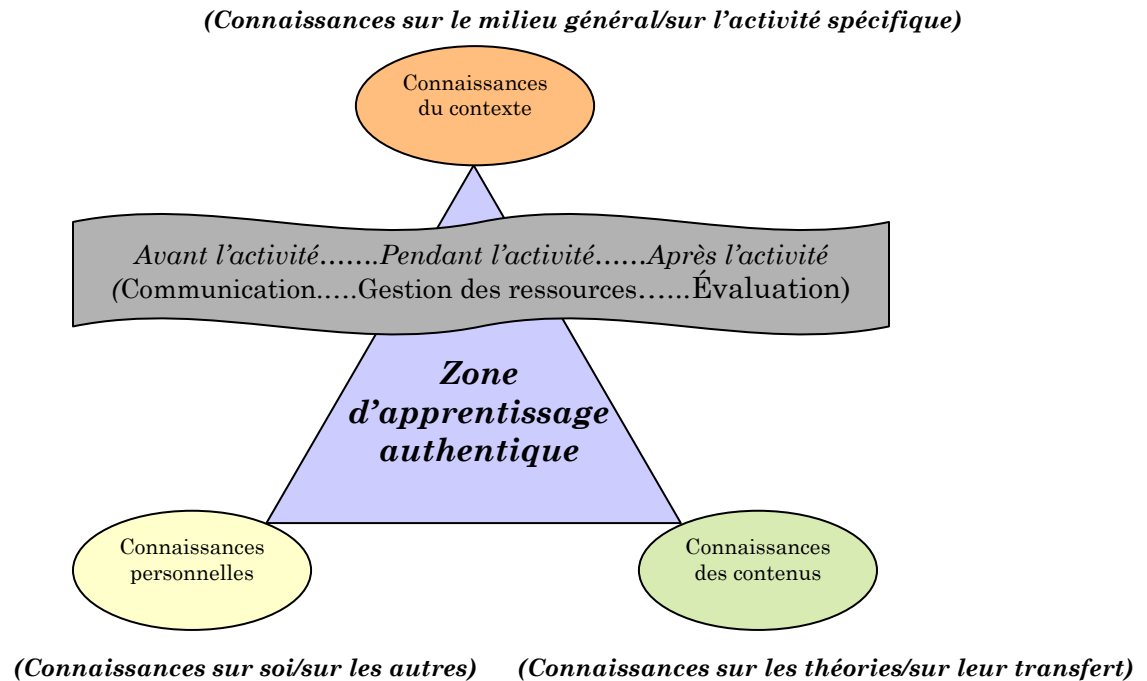 (Connaissances sur le milieu général/sur l’activité spécifique)
Connaissances
du contexte
Avant l’activité.......Pendant l’activité......Après l’activité
(Communication.....Gestion des ressources......Évaluation)
Zone
d’apprentissage
authentique
Connaissances
personnelles
Connaissances
des contenus
(Connaissances sur soi/sur les autres)
(Connaissances sur les théories/sur leur transfert)